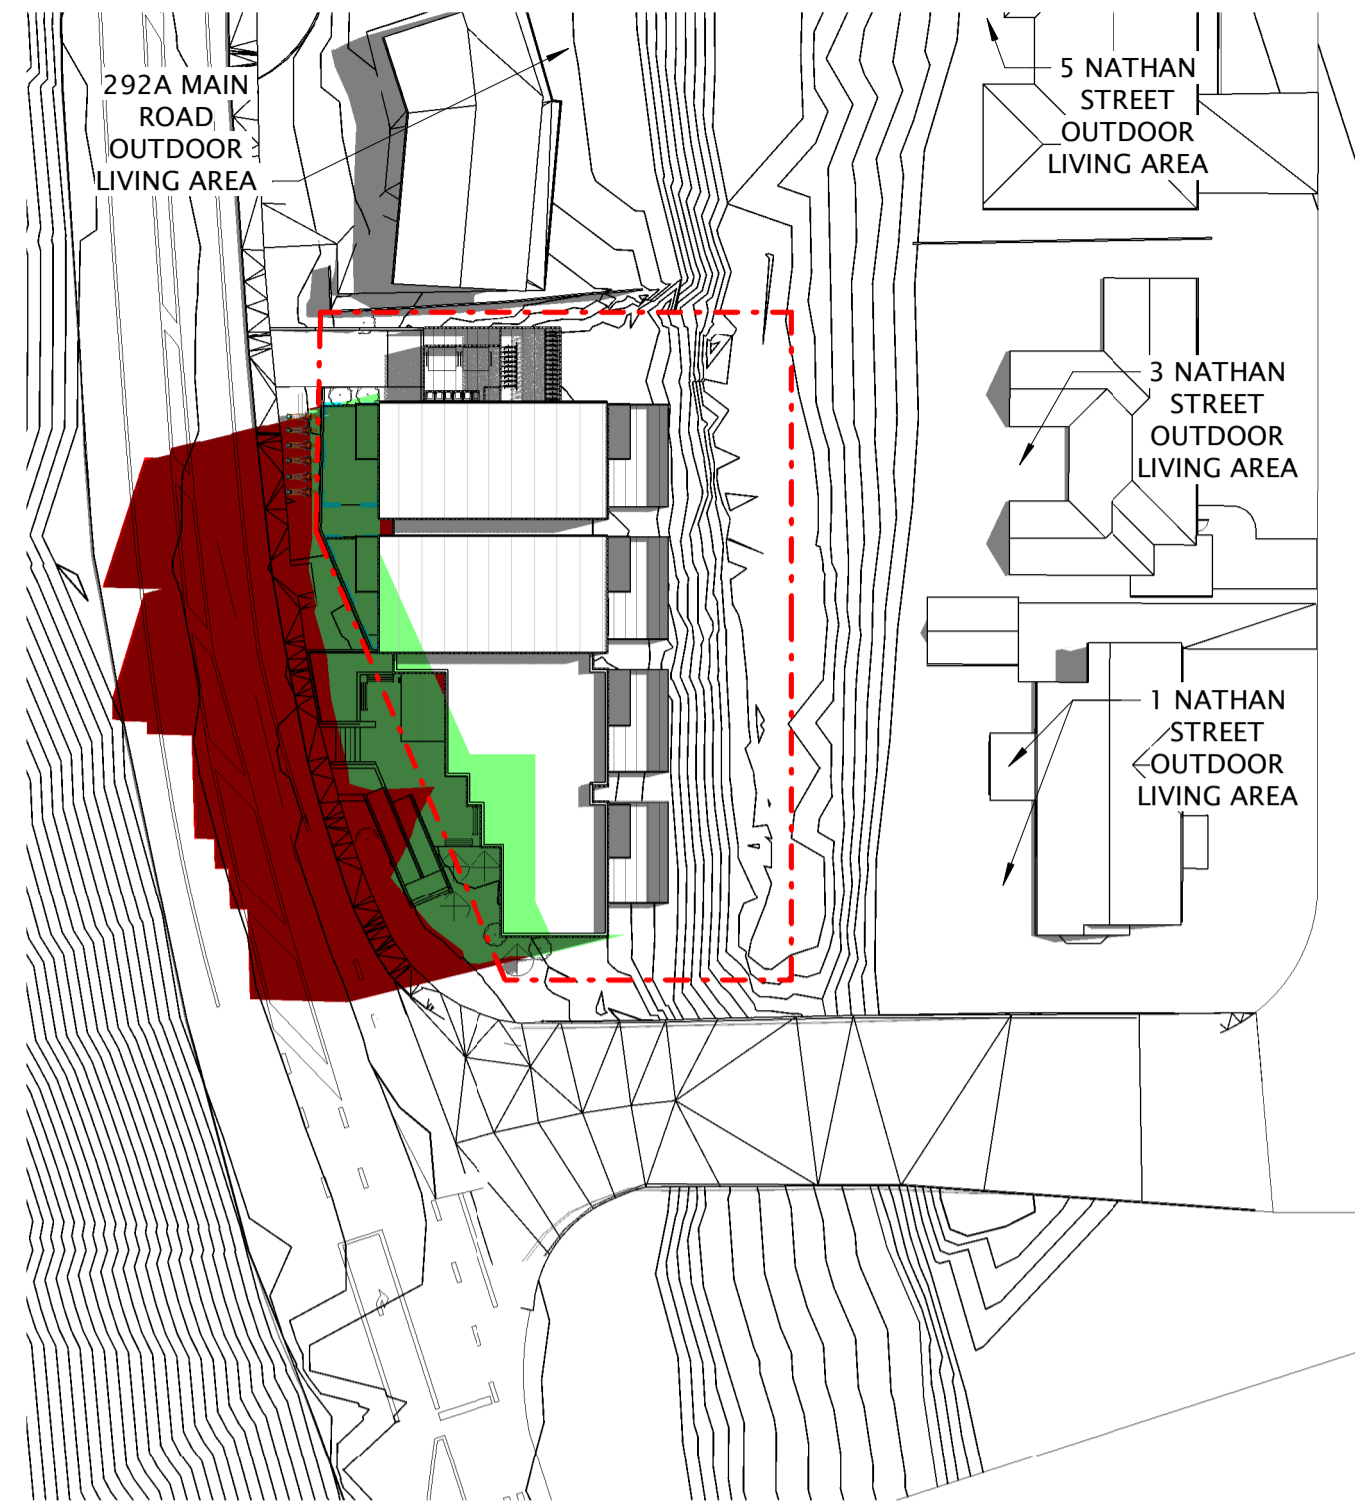 292A MAIN
ROAD
OUTDOOR
LIVING AREA
5 NATHAN
STREET
OUTDOOR
LIVING AREA
3 NATHAN
STREET
OUTDOOR
LIVING AREA
1 NATHAN
STREET
OUTDOOR
LIVING AREA